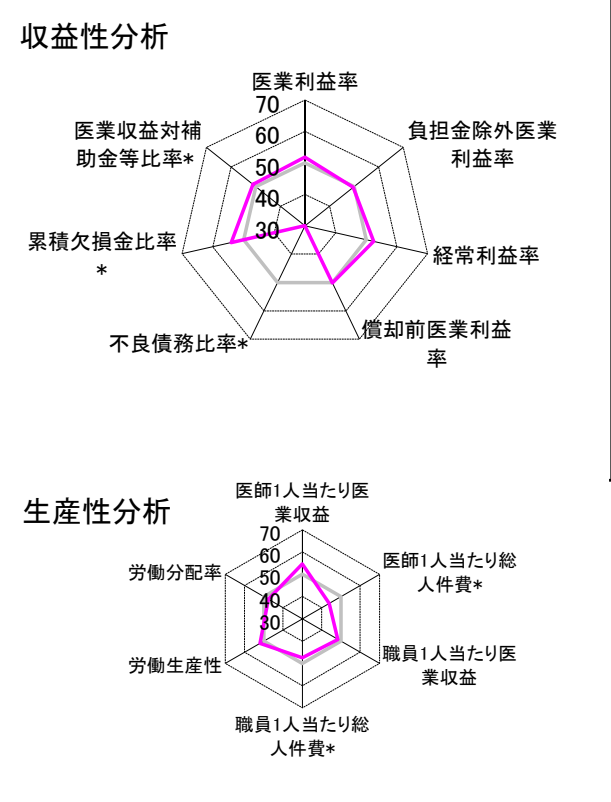 収益性分析
医業利益率
70
60
50
40
30
負担金除外医業
利益率
経常利益率
償却前医業利益
率
不良債務比率*
累積欠損金比率
*
医業収益対補
助金等比率*
生産性分析
医師1人当たり医
業収益
70
60
50
40
30
医師1人当たり総
人件費*
職員1人当たり医
業収益
職員1人当たり総
人件費*
労働生産性
労働分配率